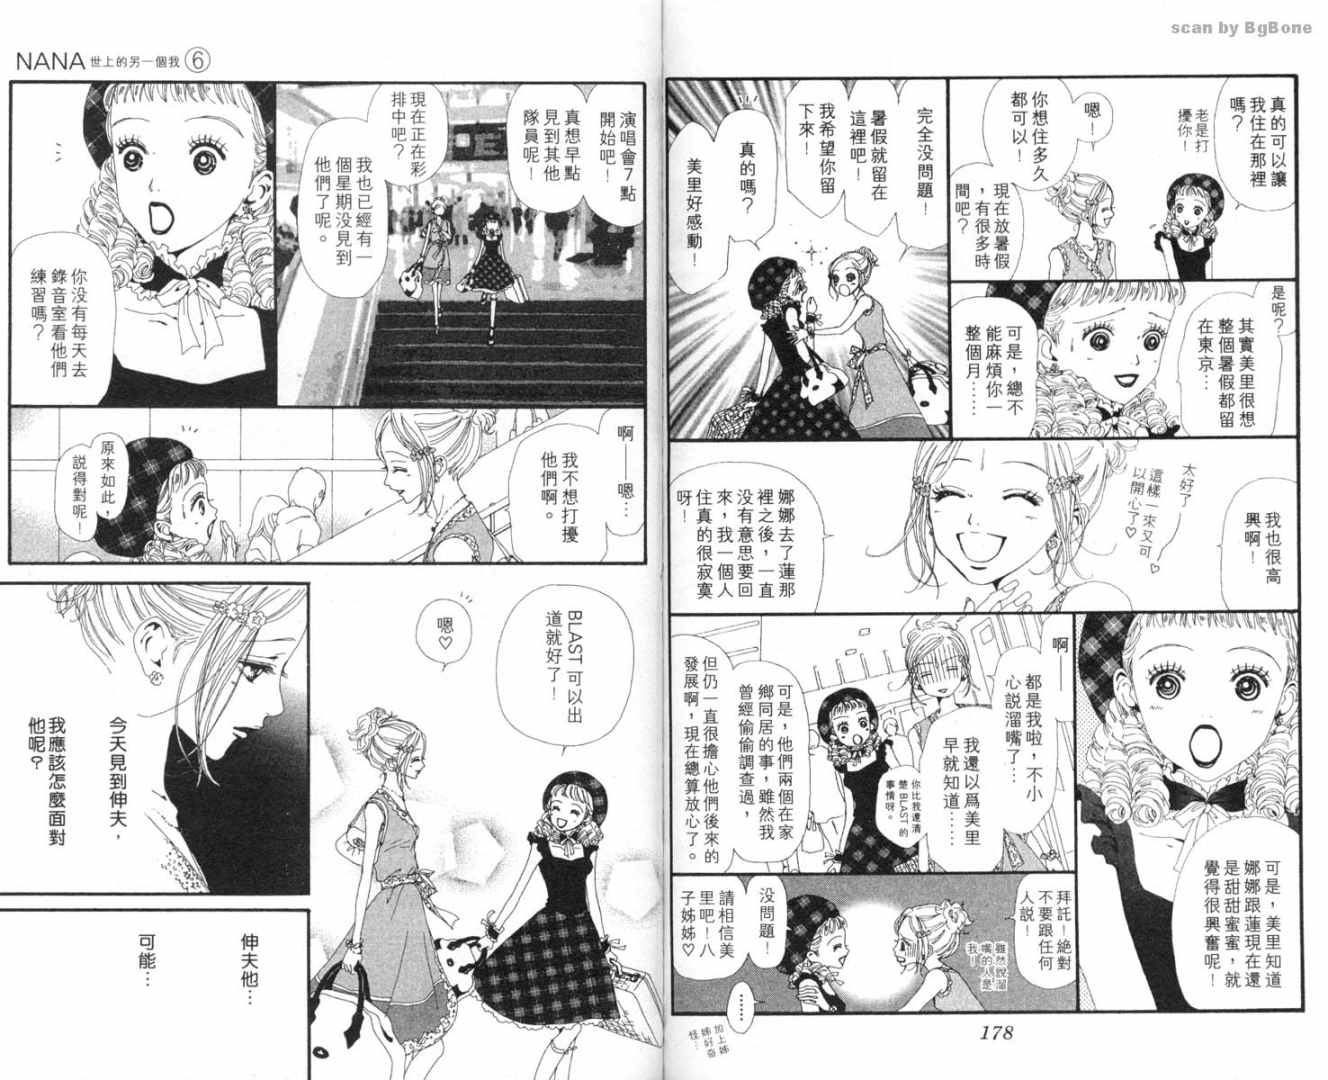 scan by BgBone
NANA 世上的另一個我 ⑥
真的可以讓
我住在那裡
嗎？
老是打
擾你！
嗯！
你想住多久
都可以！
現在放暑假
，有很多時
間吧？
是呢？
其實美里很想
整個暑假都留
在東京…
可是，總不
能麻煩你一
整個月……
完全没問題！
暑假就留在
這裡吧！
我希望你留
下來！
真的嗎？
美里好感動！
我也很高
興啊！
太好了
這樣一來又可
以開心了♡
娜娜去了蓮那
裡之後，一直
没有意思要回
來，我一個人
住真的很寂寞
呀！
可是，美里知道
娜娜跟蓮現在還
是甜甜蜜蜜，就
覺得很興奮呢！
啊——
都是我啦，不小
心説溜嘴了…
我還以爲美里
早就知道……
你比我還清
楚BLAST的
事情呀。
可是，他們兩個在家
鄉同居的事，雖然我
曾經偷偷調查過，
但仍一直很擔心他們後來的
發展啊，現在總算放心了。
拜託！絶對
不要跟任何
人説！
雖然説溜
嘴的人是
我！
没問題！
請相信美
里吧！八
子姊姊♡
……
加上姊
姊好奇
怪…
178
演唱會7點
開始吧！
真想早點
見到其他
隊員呢！
現在正在彩
排中吧？
我也已經有一
個星期没見到
他們了呢。
你没有每天去
錄音室看他們
練習嗎？
啊——嗯…
我不想打擾
他們啊。
原來如此，
説得對呢！
BLAST可以出
道就好了！
嗯♡
今天見到伸夫，
我應該怎麼面對
他呢？
伸夫他…
可能…